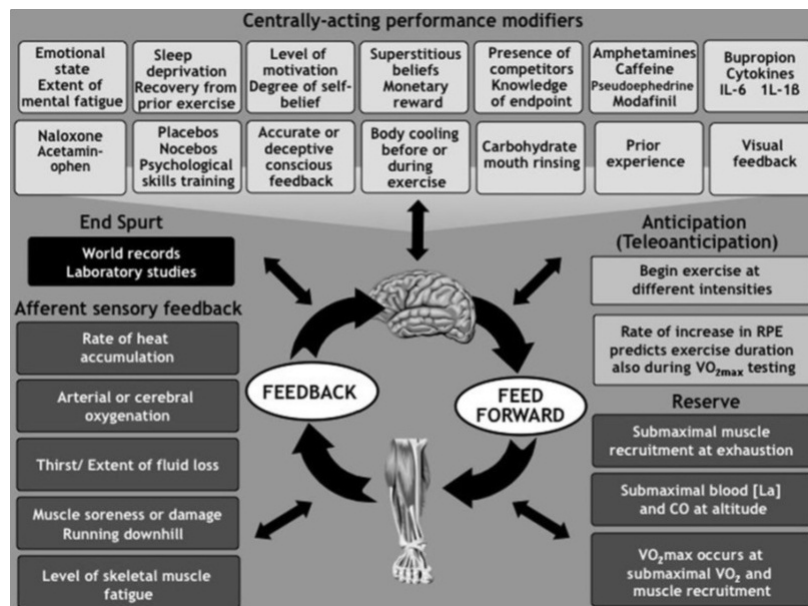 Centrally-acting performance modifiers
Emotional
state
Extent of
mental fatigue
Sleep
deprivation
Recovery from
prior exercise
Level of
motivation
Degree of self-
belief
Superstitious
beliefs
Monetary
reward
Presence of
competitors
Knowledge
of endpoint
Amphetamines
Caffeine
Pseudoephedrine
Modafinil
Bupropion
Cytokines
IL-6 1L-1ß
Naloxone
Acetamin-
ophen
Placebos
Nocebos
Psychological
skills training
Accurate or
deceptive
conscious
feedback
Body cooling
before or
during
exercise
Carbohydrate
mouth rinsing
Prior
experience
Visual
feedback
End Spurt
World records
Laboratory studies
Afferent sensory feedback
Rate of heat
accumulation
Arterial or cerebral
oxygenation
Thirst/ Extent of fluid loss
Muscle soreness or damage
Running downhill
Level of skeletal muscle
fatigue
FEEDBACK
FEED
FORWARD
Anticipation
(Teleoanticipation)
Begin exercise at
different intensities
Rate of increase in RPE
predicts exercise duration
also during VO₂max testing
Reserve
Submaximal muscle
recruitment at exhaustion
Submaximal blood [La]
and CO at altitude
VO₂max occurs at
submaximal VO₂ and
muscle recruitment